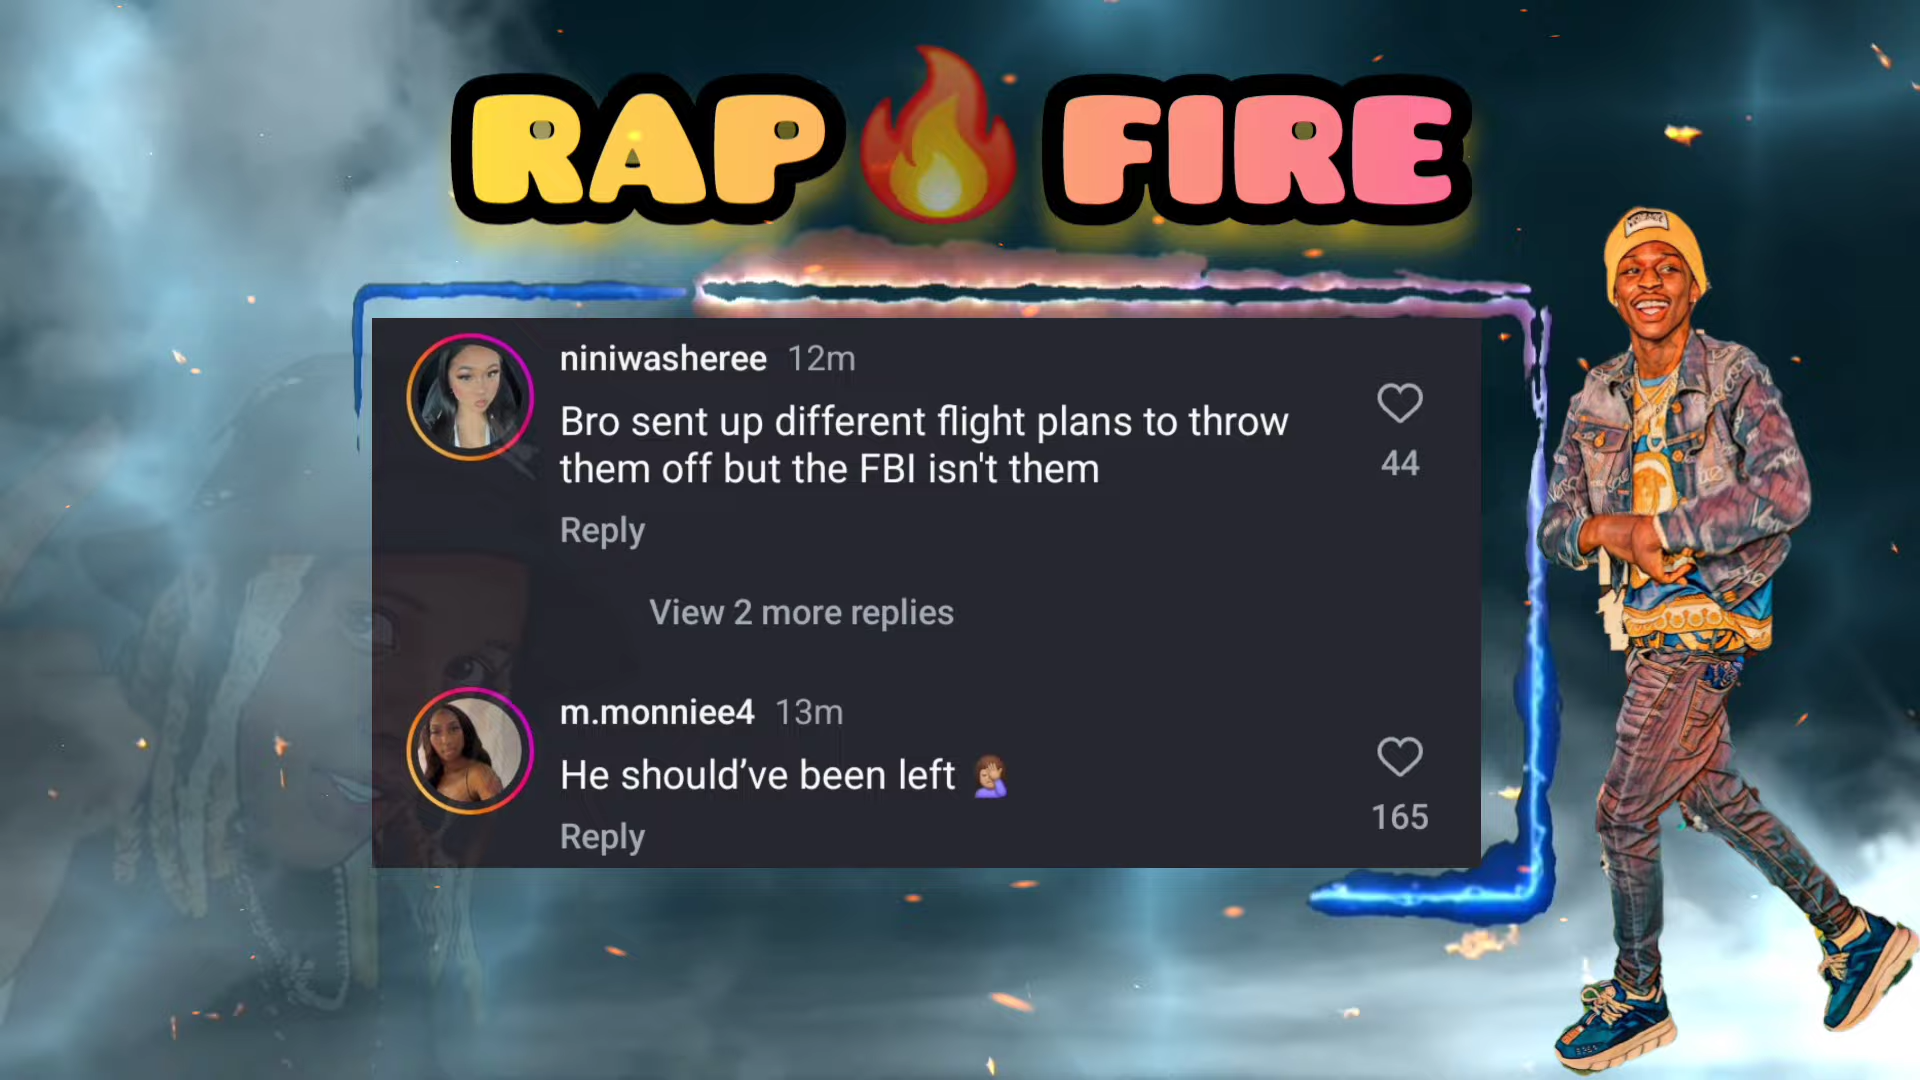 RAP🔥FIRE
niniwasheree 12m
Bro sent up different flight plans to throw
them off but the FBI isn't them
44
Reply
View 2 more replies
m.monniee4 13m
He should’ve been left 🤦🏽‍♀️
165
Reply